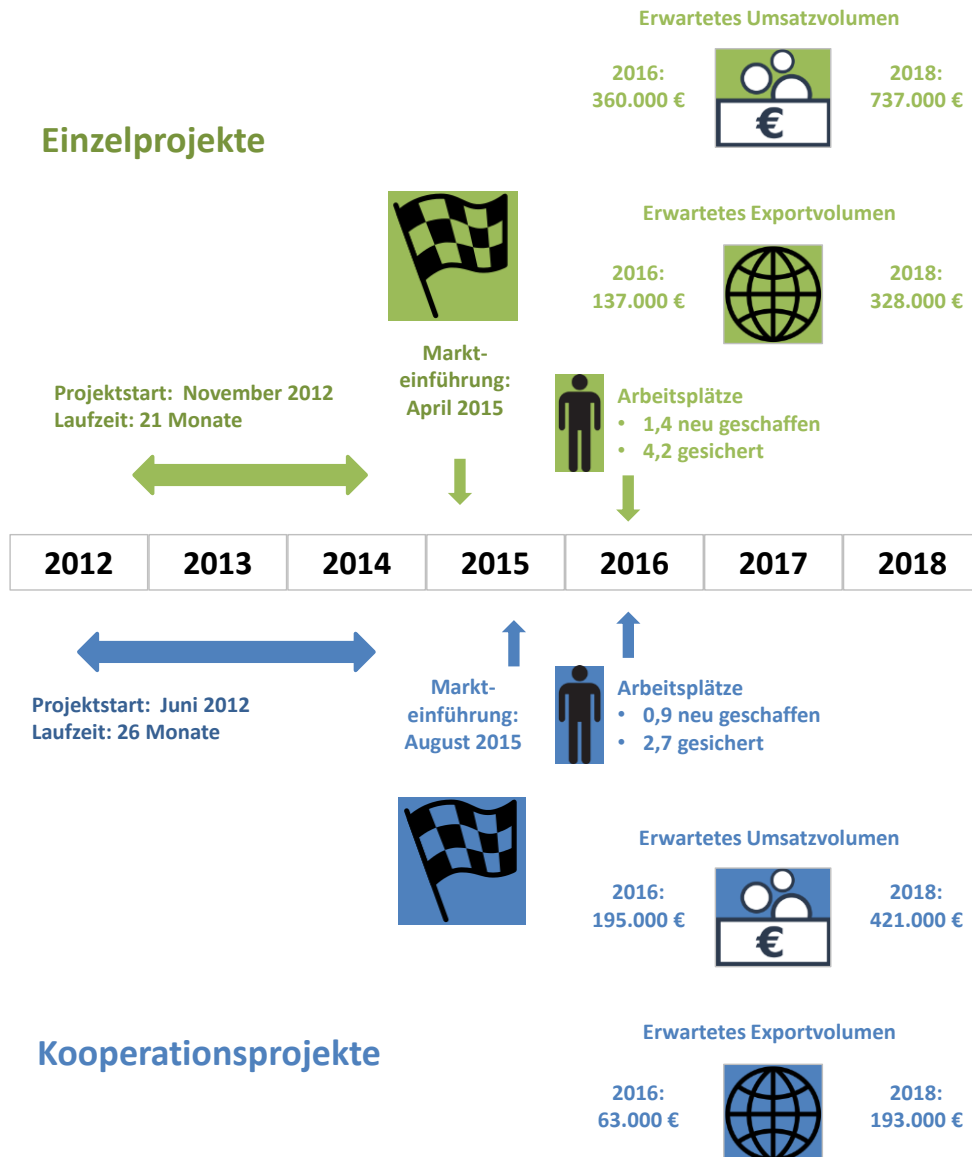 Erwartetes Umsatzvolumen
2016:
360.000 €
€
2018:
737.000 €
Einzelprojekte
Erwartetes Exportvolumen
2016:
137.000 €
2018:
328.000 €
Markt-
einführung:
April 2015
Projektstart: November 2012
Laufzeit: 21 Monate
Arbeitsplätze
• 1,4 neu geschaffen
• 4,2 gesichert
2012 2013 2014 2015 2016 2017 2018
Projektstart: Juni 2012
Laufzeit: 26 Monate
Markt-
einführung:
August 2015
Arbeitsplätze
• 0,9 neu geschaffen
• 2,7 gesichert
Erwartetes Umsatzvolumen
2016:
195.000 €
€
2018:
421.000 €
Kooperationsprojekte
Erwartetes Exportvolumen
2016:
63.000 €
2018:
193.000 €